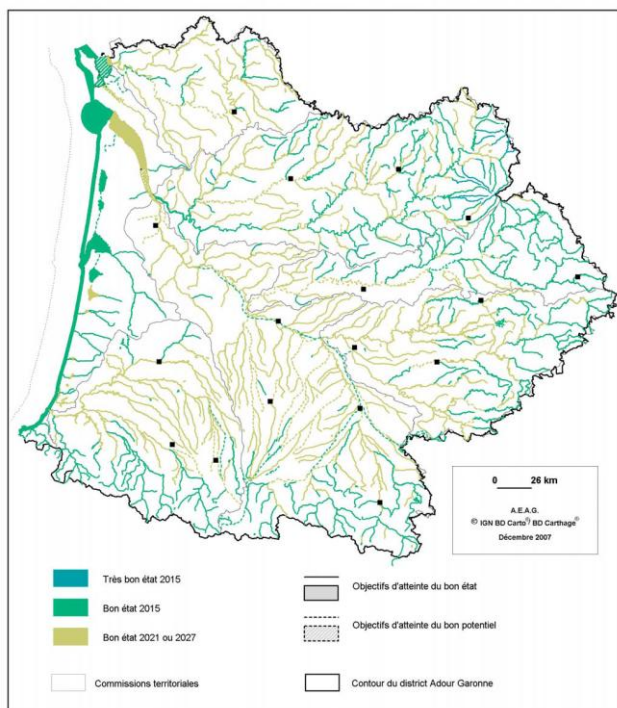 0 26 km
A.E.A.G.
© IGN BD Carto®/ BD Carthage®
Décembre 2007
Très bon état 2015
Bon état 2015
Bon état 2021 ou 2027
Commissions territoriales
Objectifs d'atteinte du bon état
Objectifs d'atteinte du bon potentiel
Contour du district Adour Garonne